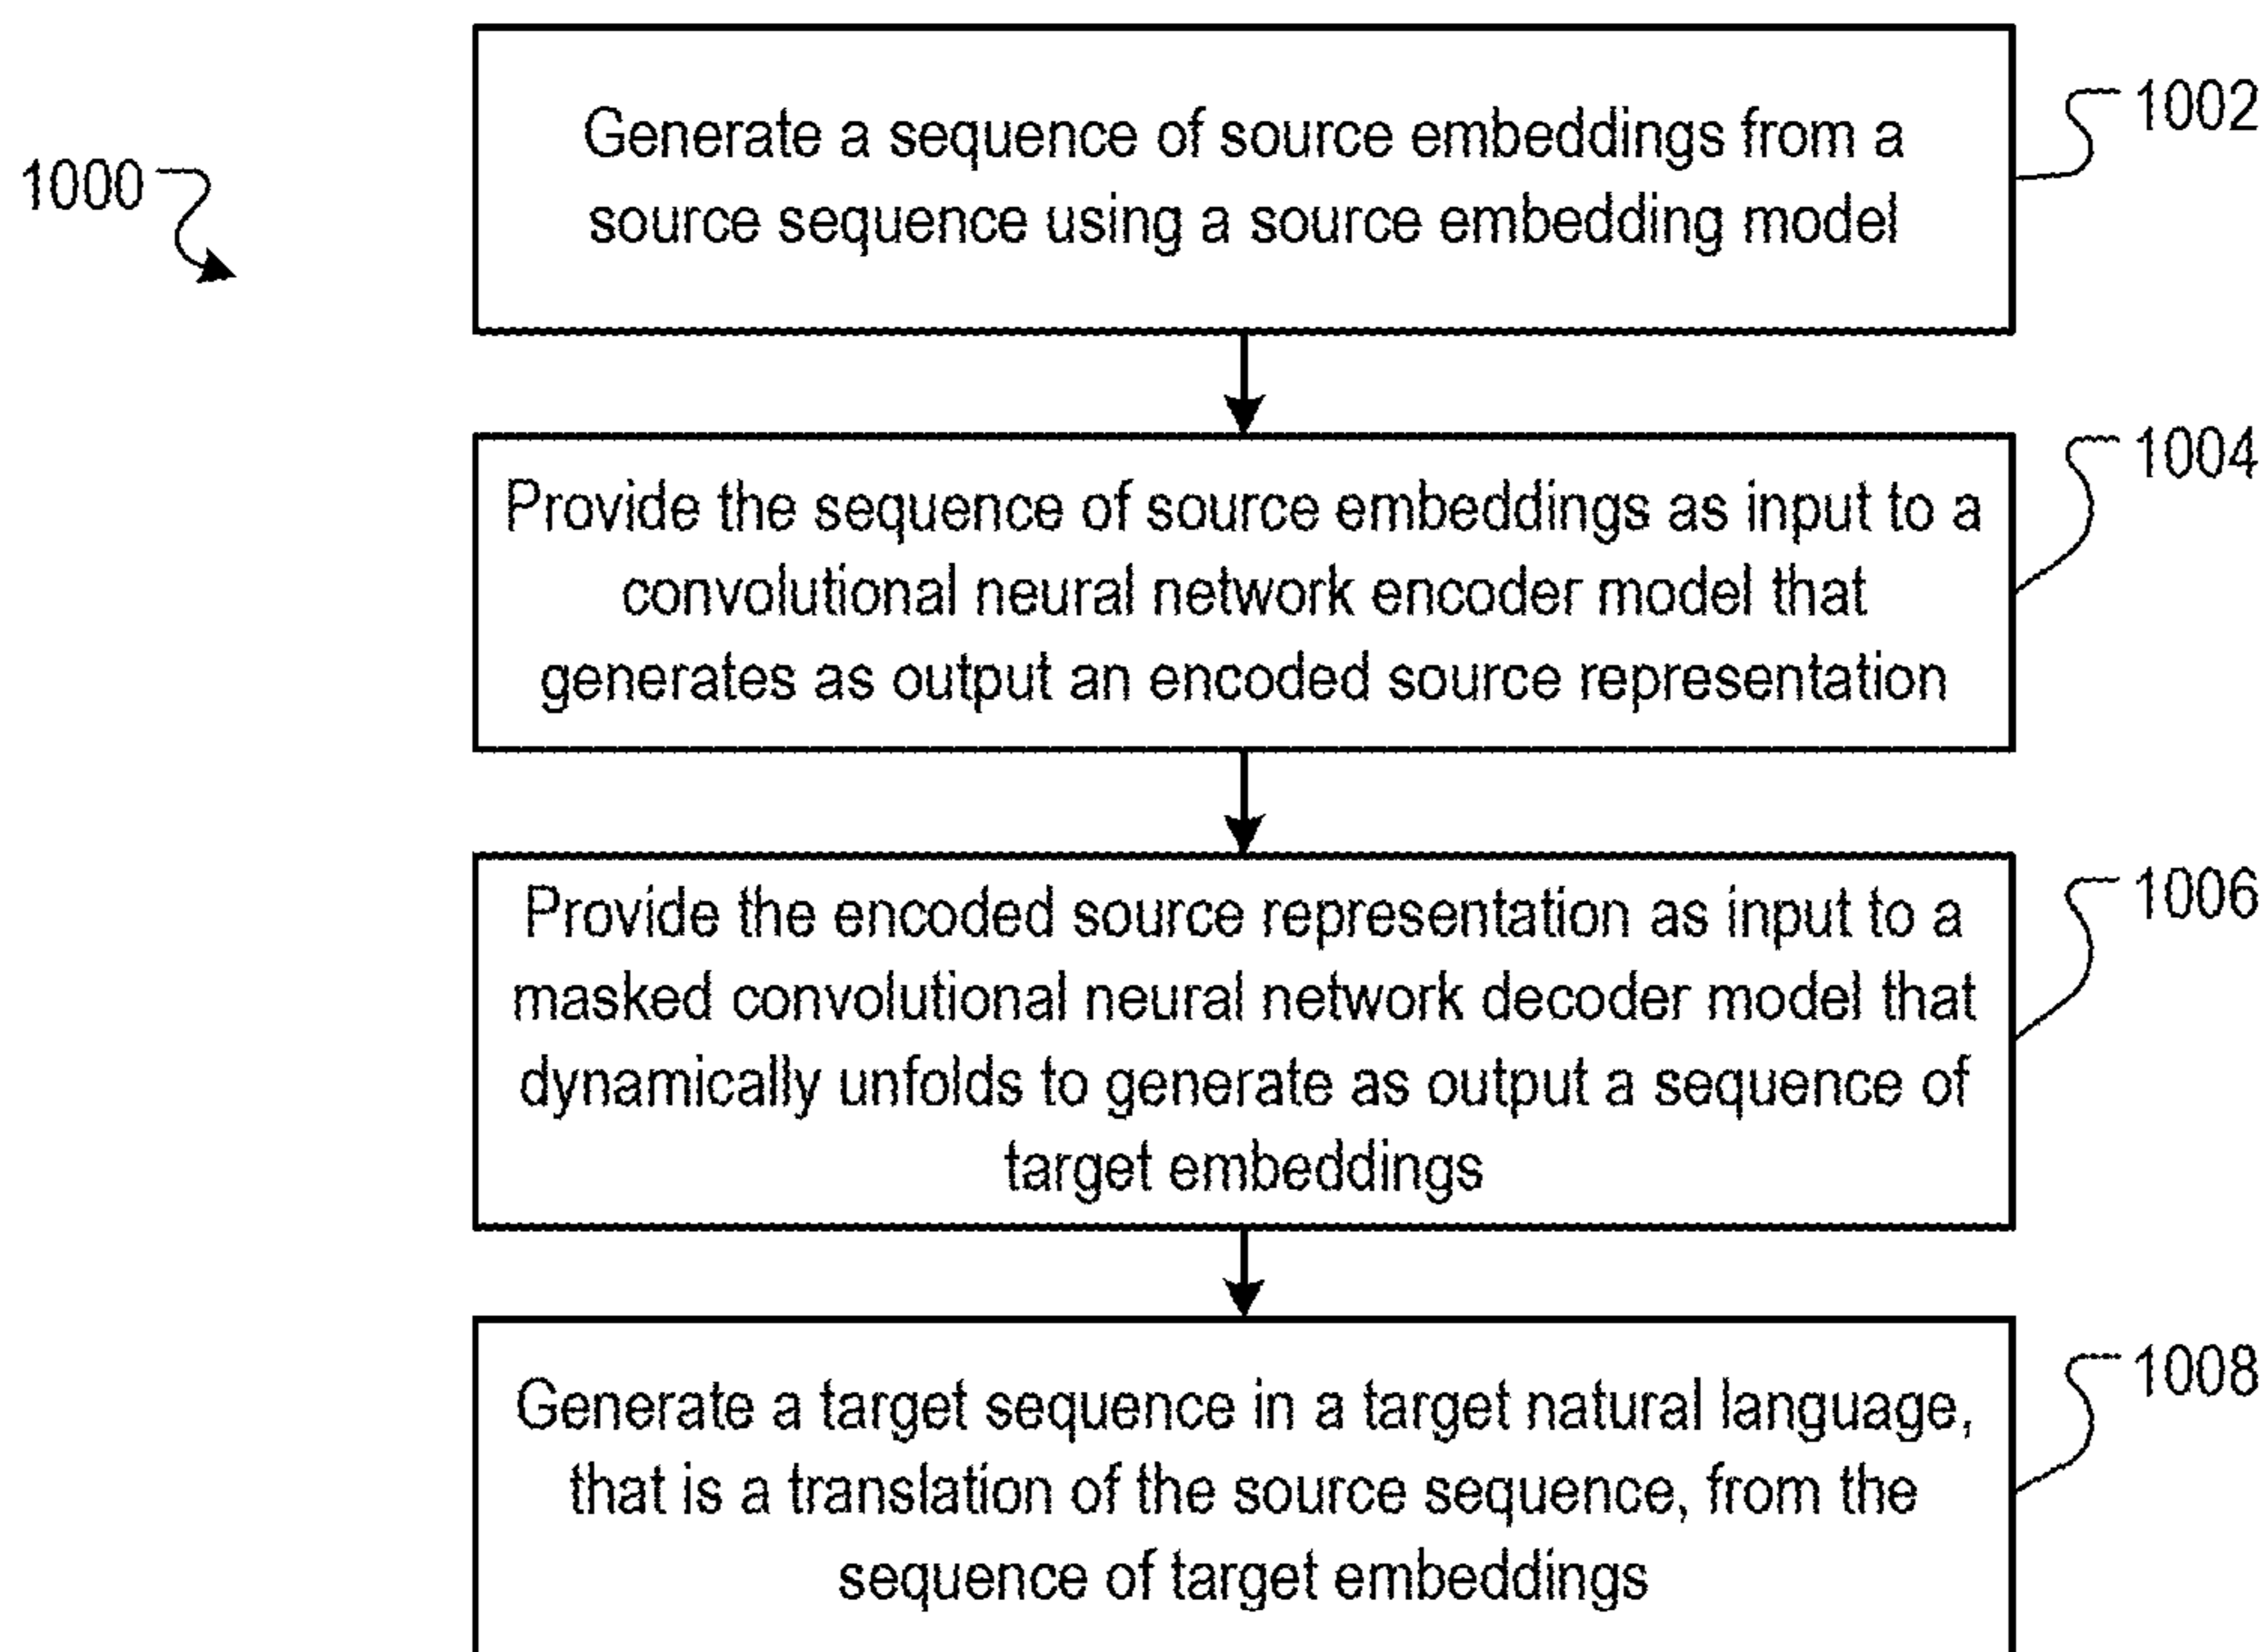 1000
Generate a sequence of source embeddings from a
source sequence using a source embedding model
1002
Provide the sequence of source embeddings as input to a
convolutional neural network encoder model that
generates as output an encoded source representation
1004
Provide the encoded source representation as input to a
masked convolutional neural network decoder model that
dynamically unfolds to generate as output a sequence of
target embeddings
1006
Generate a target sequence in a target natural language,
that is a translation of the source sequence, from the
sequence of target embeddings
1008